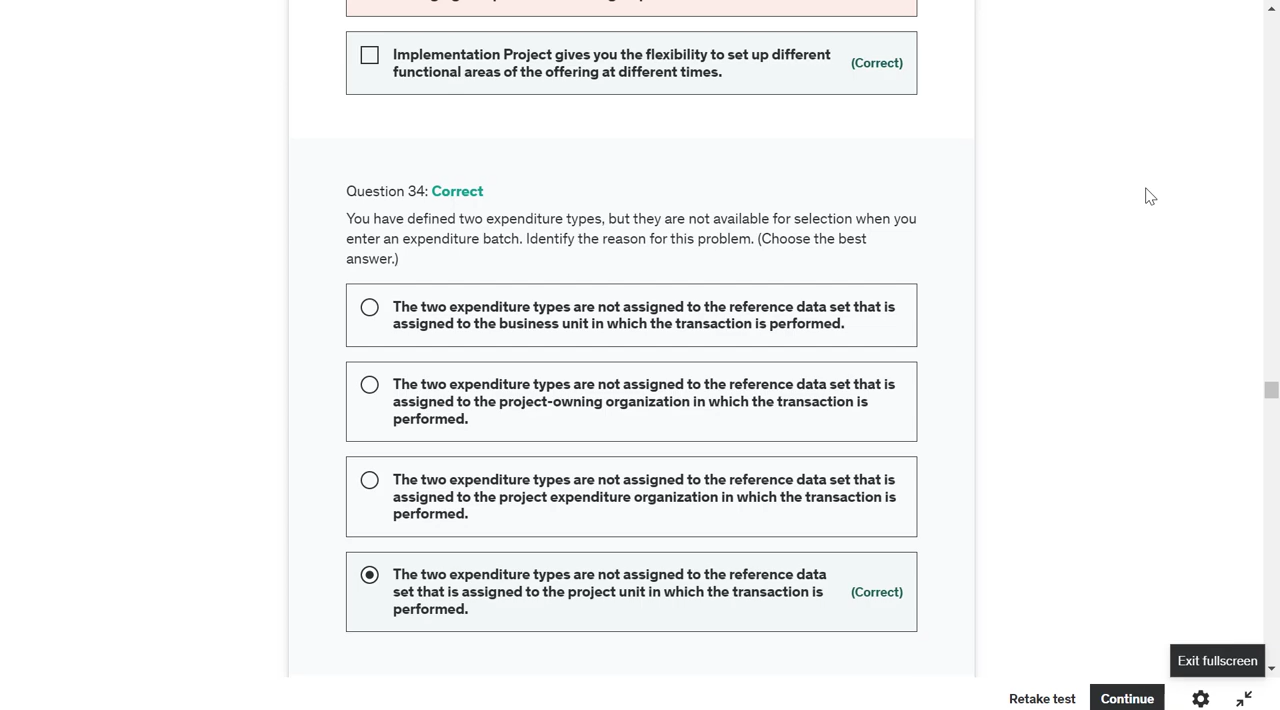 Implementation Project gives you the flexibility to set up different
functional areas of the offering at different times.
(Correct)
Question 34: Correct
You have defined two expenditure types, but they are not available for selection when you
enter an expenditure batch. Identify the reason for this problem. (Choose the best
answer.)
The two expenditure types are not assigned to the reference data set that is
assigned to the business unit in which the transaction is performed.
The two expenditure types are not assigned to the reference data set that is
assigned to the project-owning organization in which the transaction is
performed.
The two expenditure types are not assigned to the reference data set that is
assigned to the project expenditure organization in which the transaction is
performed.
The two expenditure types are not assigned to the reference data
set that is assigned to the project unit in which the transaction is
performed.
(Correct)
Exit fullscreen
Retake test
Continue